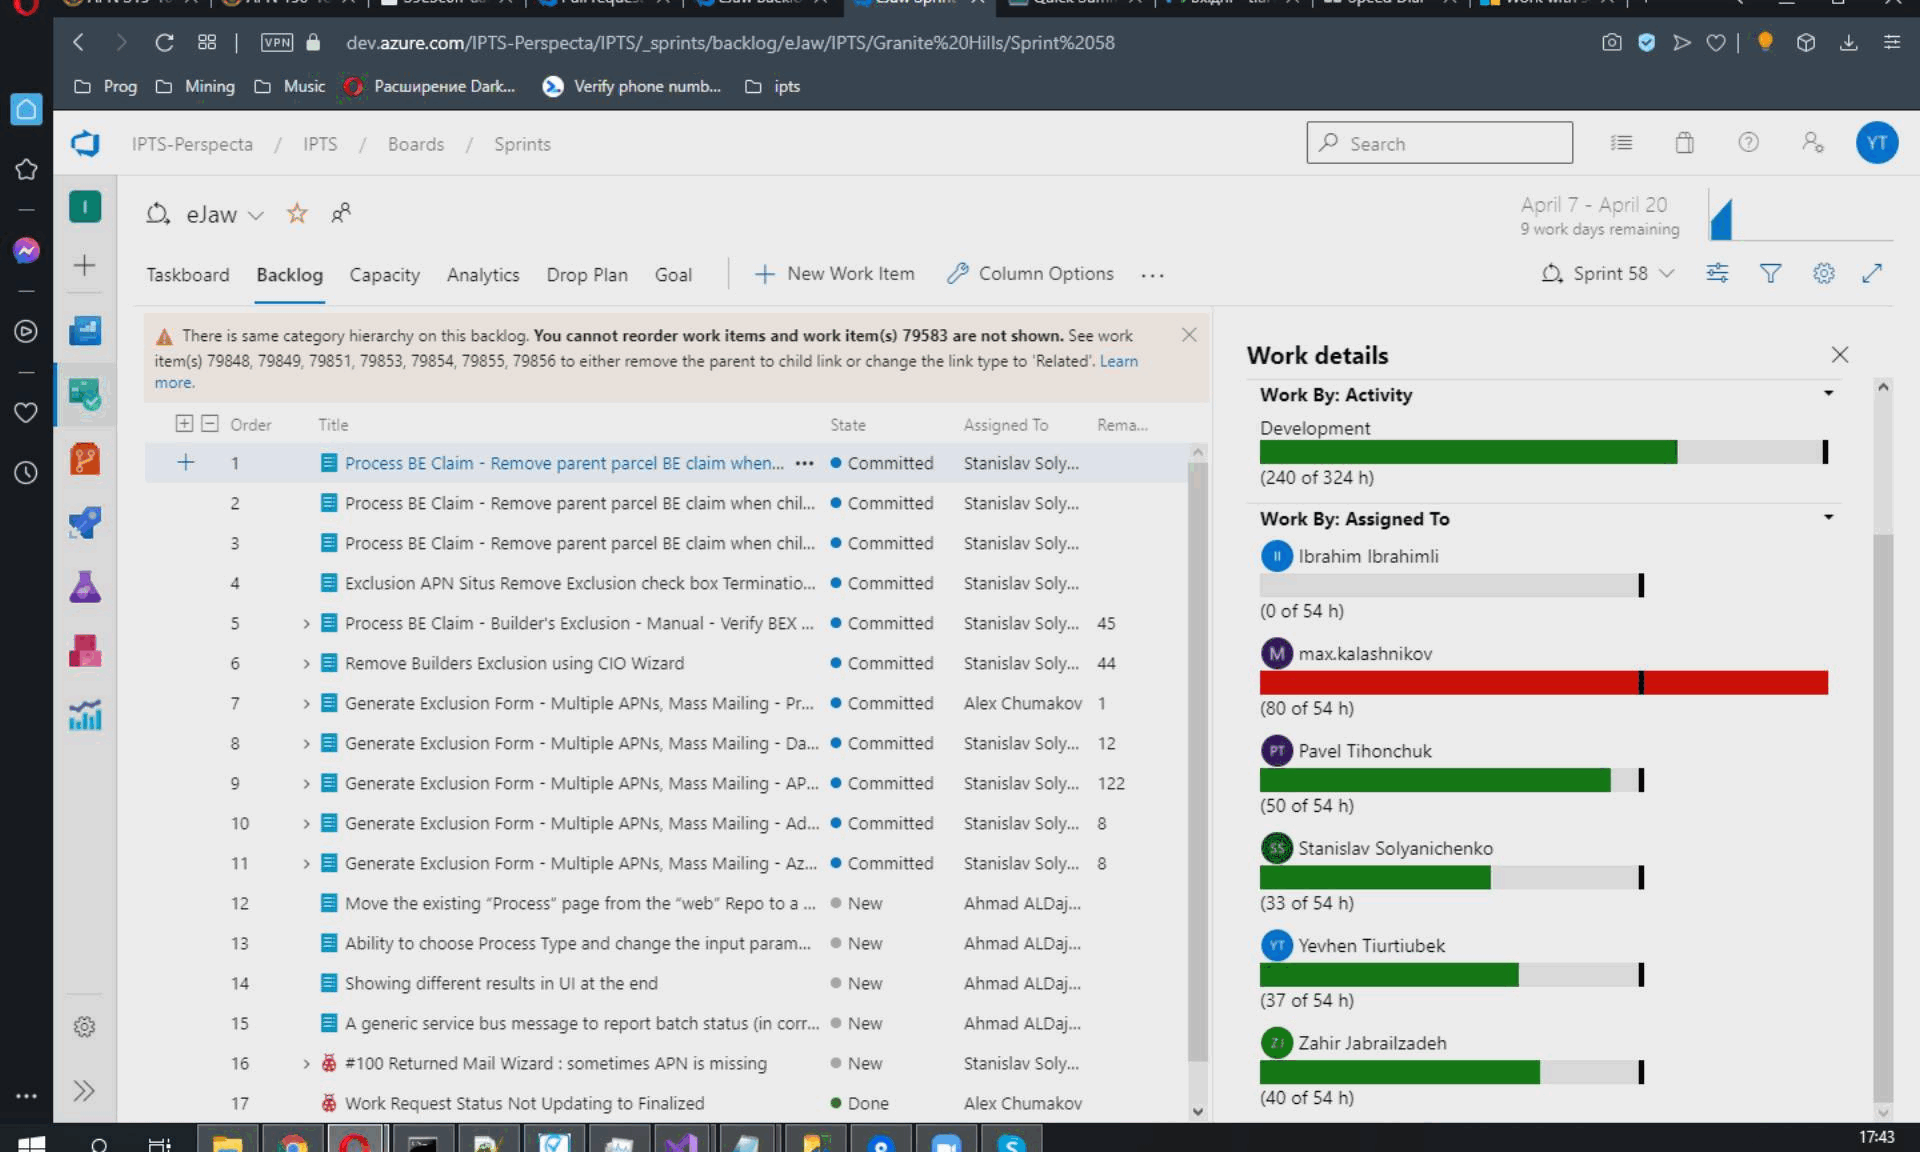 VPN
dev.azure.com/IPTS-Perspecta/IPTS/_sprints/backlog/eJaw/IPTS/Granite%20Hills/Sprint%2058
Prog
Mining
Music
Расширение Dark...
Verify phone numb...
ipts
IPTS-Perspecta / IPTS / Boards / Sprints
Search
YT
I
eJaw
April 7 - April 20
9 work days remaining
Taskboard
Backlog
Capacity
Analytics
Drop Plan
Goal
New Work Item
Column Options
Sprint 58
There is same category hierarchy on this backlog. You cannot reorder work items and work item(s) 79583 are not shown. See work
item(s) 79848, 79849, 79851, 79853, 79854, 79855, 79856 to either remove the parent to child link or change the link type to 'Related'. Learn
more.
Order Title State Assigned To Rema...
1 Process BE Claim - Remove parent parcel BE claim when... Committed Stanislav Soly...
2 Process BE Claim - Remove parent parcel BE claim when chil... Committed Stanislav Soly...
3 Process BE Claim - Remove parent parcel BE claim when chil... Committed Stanislav Soly...
4 Exclusion APN Situs Remove Exclusion check box Terminatio... Committed Stanislav Soly...
5 Process BE Claim - Builder's Exclusion - Manual - Verify BEX ... Committed Stanislav Soly... 45
6 Remove Builders Exclusion using CIO Wizard Committed Stanislav Soly... 44
7 Generate Exclusion Form - Multiple APNs, Mass Mailing - Pr... Committed Alex Chumakov 1
8 Generate Exclusion Form - Multiple APNs, Mass Mailing - Da... Committed Stanislav Soly... 12
9 Generate Exclusion Form - Multiple APNs, Mass Mailing - AP... Committed Stanislav Soly... 122
10 Generate Exclusion Form - Multiple APNs, Mass Mailing - Ad... Committed Stanislav Soly... 8
11 Generate Exclusion Form - Multiple APNs, Mass Mailing - Az... Committed Stanislav Soly... 8
12 Move the existing “Process” page from the “web” Repo to a ... New Ahmad ALDaj...
13 Ability to choose Process Type and change the input param... New Ahmad ALDaj...
14 Showing different results in UI at the end New Ahmad ALDaj...
15 A generic service bus message to report batch status (in corr... New Ahmad ALDaj...
16 #100 Returned Mail Wizard : sometimes APN is missing New Stanislav Soly...
17 Work Request Status Not Updating to Finalized Done Alex Chumakov
Work details
Work By: Activity
Development
(240 of 324 h)
Work By: Assigned To
II Ibrahim Ibrahimli
(0 of 54 h)
M max.kalashnikov
(80 of 54 h)
PT Pavel Tihonchuk
(50 of 54 h)
SS Stanislav Solyanichenko
(33 of 54 h)
YT Yevhen Tiurtiubek
(37 of 54 h)
ZJ Zahir Jabrailzadeh
(40 of 54 h)
17:43